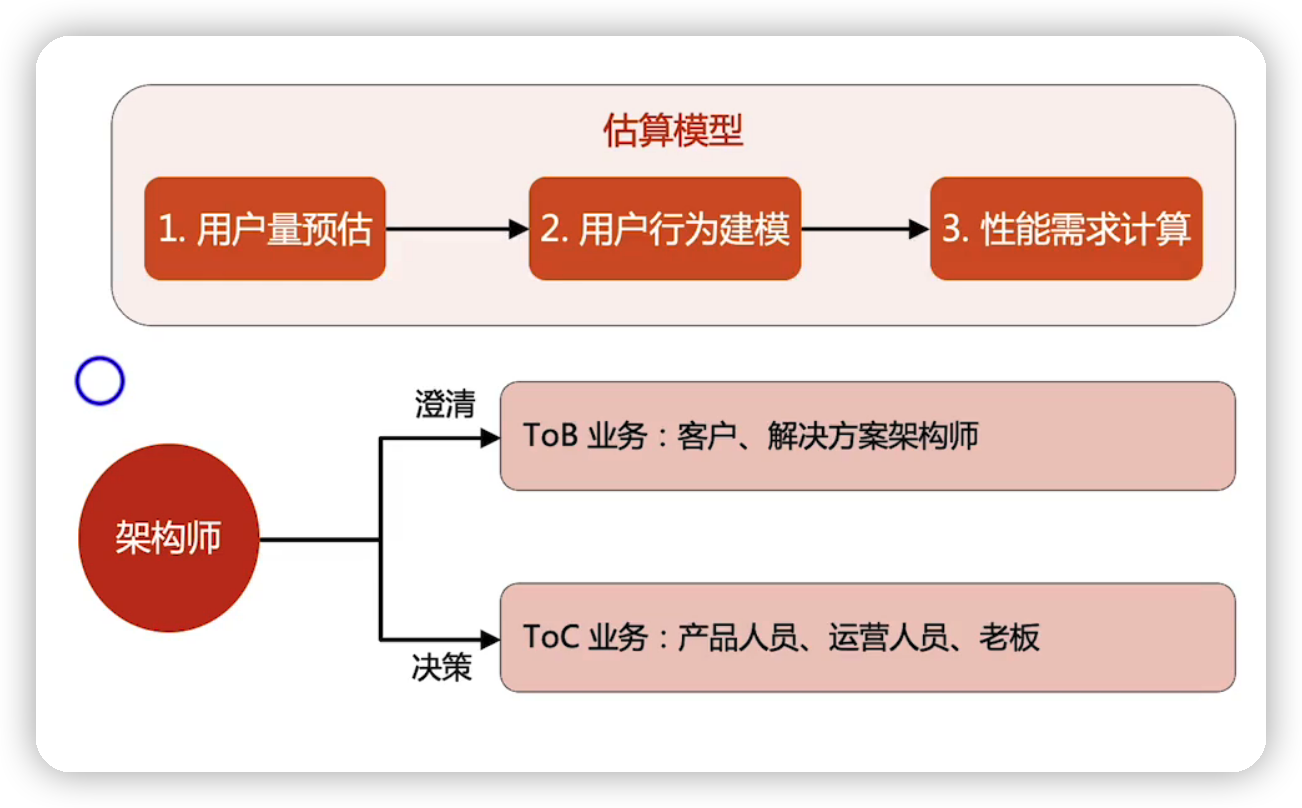 估算模型
1. 用户量预估
2. 用户行为建模
3. 性能需求计算
澄清
ToB 业务：客户、解决方案架构师
架构师
ToC 业务：产品人员、运营人员、老板
决策